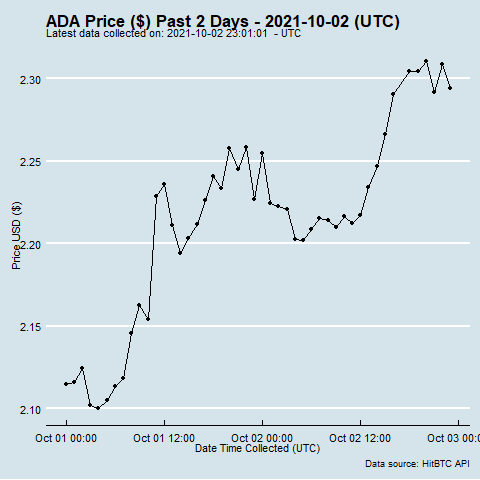 ADA Price ($) Past 2 Days - 2021-10-02 (UTC)
Latest data collected on: 2021-10-02 23:01:01 - UTC
2.30
2.25
2.20
2.15
2.10
Price USD ($)
Oct 01 00:00 Oct 01 12:00 Oct 02 00:00 Oct 02 12:00 Oct 03 00:0
Date Time Collected (UTC)
Data source: HitBTC API